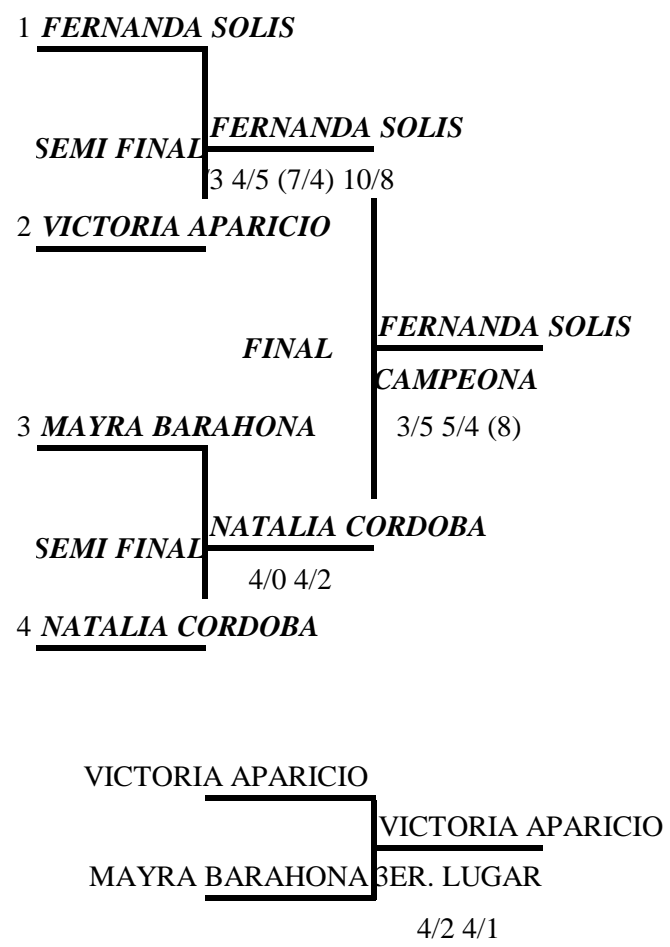 1 FERNANDA SOLIS
FERNANDA SOLIS
SEMI FINAL
/3 4/5 (7/4) 10/8
2 VICTORIA APARICIO
FERNANDA SOLIS
FINAL
CAMPEONA
3 MAYRA BARAHONA
3/5 5/4 (8)
NATALIA CORDOBA
SEMI FINAL
4/0 4/2
4 NATALIA CORDOBA
VICTORIA APARICIO
VICTORIA APARICIO
MAYRA BARAHONA 3ER. LUGAR
4/2 4/1